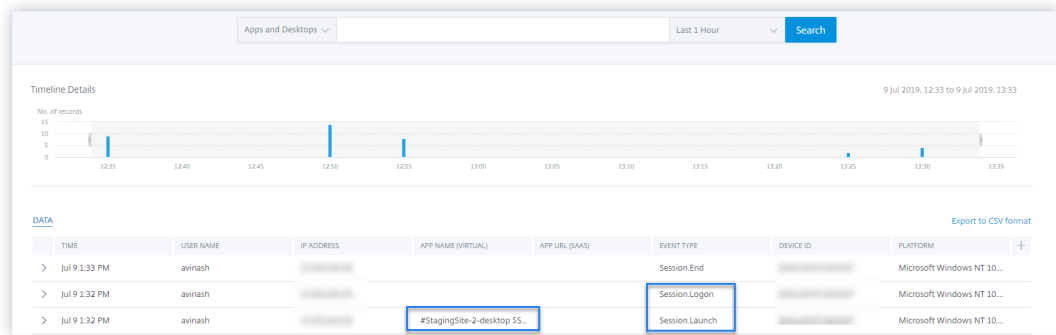 Apps and Desktops Last 1 Hour Search
Timeline Details 9 Jul 2019, 12:33 to 9 Jul 2019, 13:33
No. of records
15
10
5
0
12:35 12:40 12:45 12:50 12:55 13:00 13:05 13:10 13:15 13:20 13:25 13:30 13:35
DATA Export to CSV format
TIME USER NAME IP ADDRESS APP NAME (VIRTUAL) APP URL (SAAS) EVENT TYPE DEVICE ID PLATFORM +
> Jul 9 1:33 PM avinash Session.End Microsoft Windows NT 10....
> Jul 9 1:32 PM avinash Session.Logon Microsoft Windows NT 10....
> Jul 9 1:32 PM avinash #StagingSite-2-desktop $S... Session.Launch Microsoft Windows NT 10....